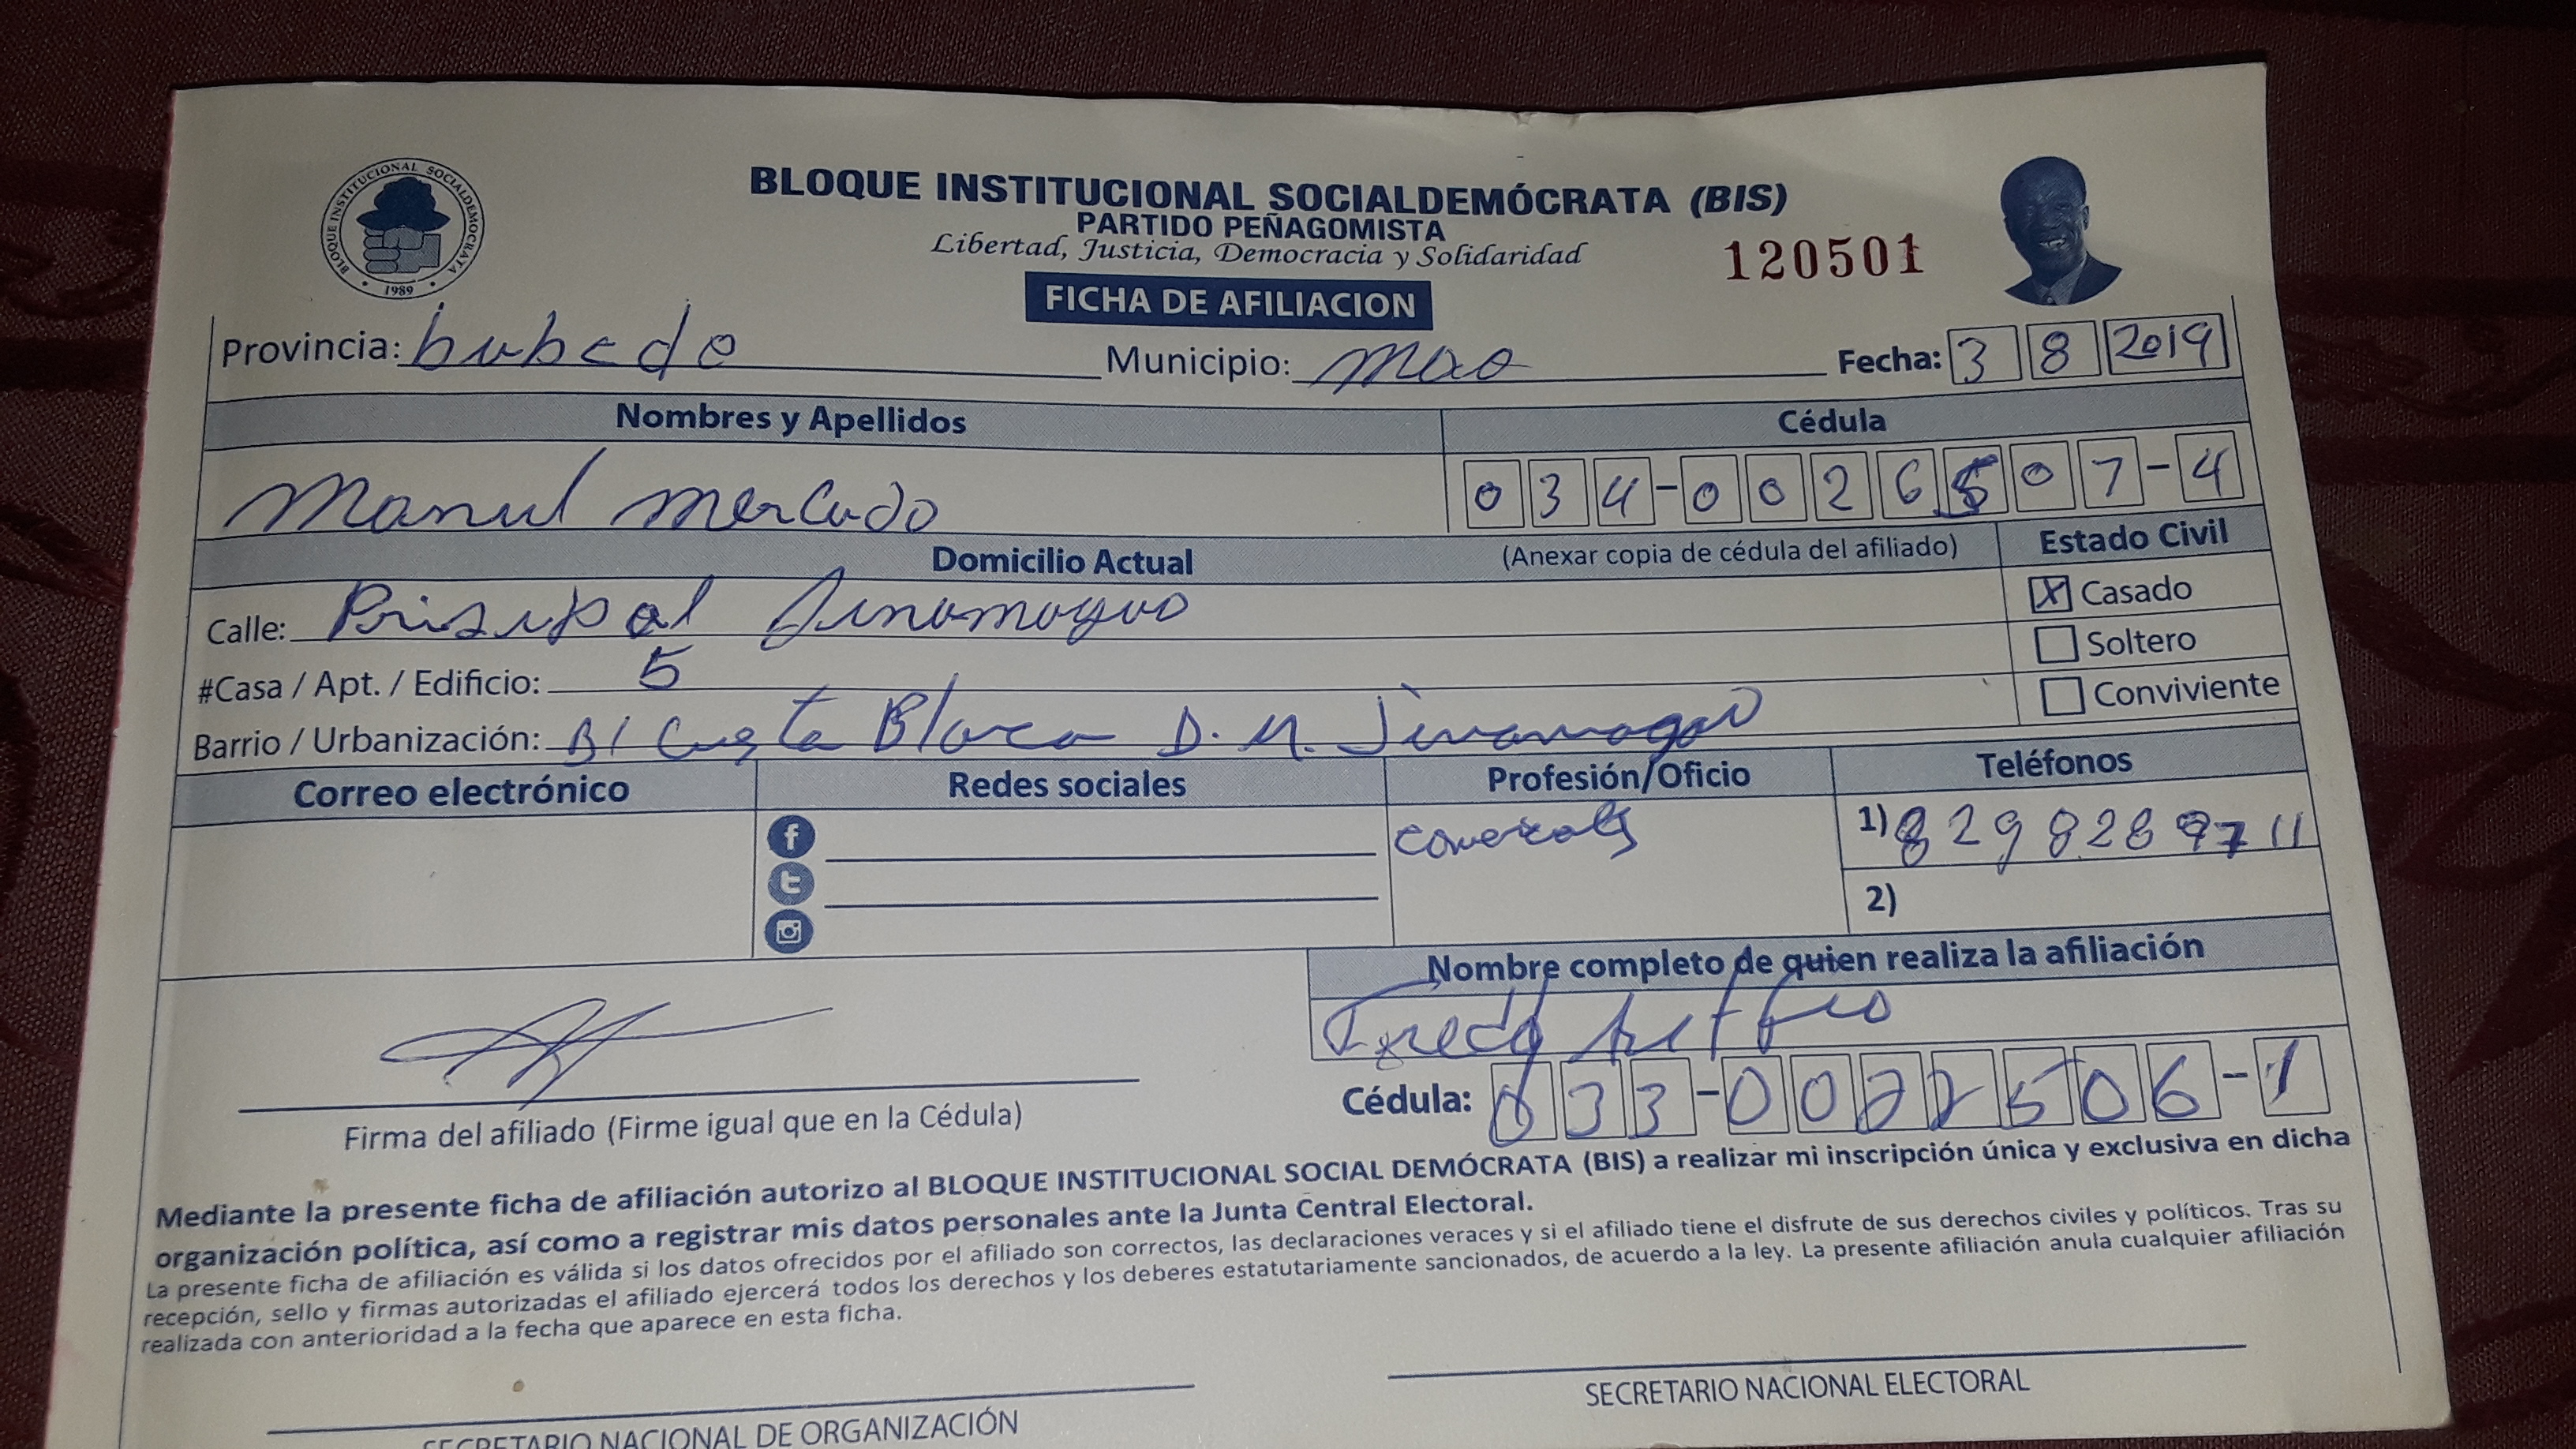 BLOQUE INSTITUCIONAL SOCIALDEMOCRATA
1989
BLOQUE INSTITUCIONAL SOCIALDEMÓCRATA (BIS)
PARTIDO PEÑAGOMISTA
Libertad, Justicia, Democracia y Solidaridad
120501
FICHA DE AFILIACION
Provincia: Municipio: mao Fecha: 3 8 2019
Nombres y Apellidos Cédula
Manuel mercado 034-0026507-4
Domicilio Actual (Anexar copia de cédula del afiliado) Estado Civil
Calle: Prisipal X Casado
#Casa / Apt. / Edificio: 5 Soltero
Barrio / Urbanización: Blanca D. M. Jinamagao Conviviente
Correo electrónico Redes sociales Profesión/Oficio Teléfonos
1) 8298289711
2)
Nombre completo de quien realiza la afiliación
Fredy
Cédula: 033-0022506-1
Firma del afiliado (Firme igual que en la Cédula)
Mediante la presente ficha de afiliación autorizo al BLOQUE INSTITUCIONAL SOCIAL DEMÓCRATA (BIS) a realizar mi inscripción única y exclusiva en dicha
organización política, así como a registrar mis datos personales ante la Junta Central Electoral.
La presente ficha de afiliación es válida si los datos ofrecidos por el afiliado son correctos, las declaraciones veraces y si el afiliado tiene el disfrute de sus derechos civiles y políticos. Tras su
recepción, sello y firmas autorizadas el afiliado ejercerá todos los derechos y los deberes estatutariamente sancionados, de acuerdo a la ley. La presente afiliación anula cualquier afiliación
realizada con anterioridad a la fecha que aparece en esta ficha.
SECRETARIO NACIONAL DE ORGANIZACIÓN SECRETARIO NACIONAL ELECTORAL